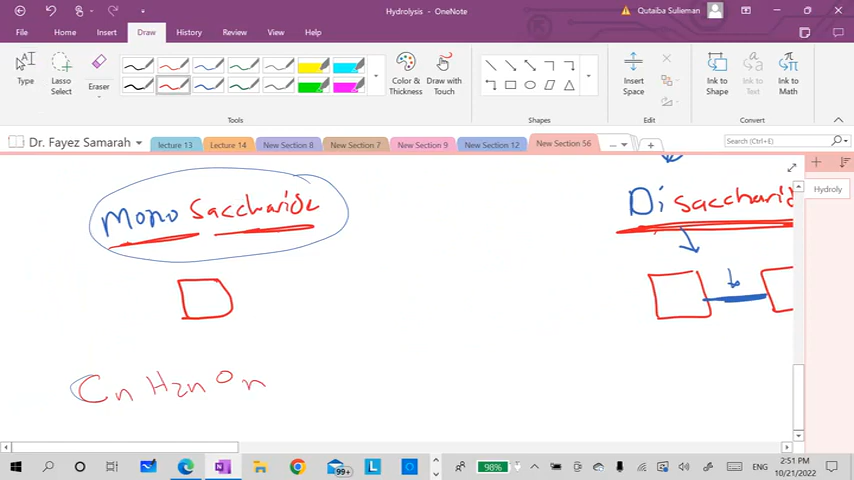 Hydrolysis - OneNote
Qutaiba Sulieman
File Home Insert Draw History Review View Help
Type
Lasso Select
Eraser
Color & Thickness
Draw with Touch
Insert Space
Ink to Shape
Ink to Text
Ink to Math
Tools
Shapes
Edit
Convert
Dr. Fayez Samarah
lecture 13 Lecture 14 New Section 8 New Section 7 New Section 9 New Section 12 New Section 56
Search (Ctrl+E)
Hydroly
Mono saccharide
Di saccharid
Cn H2n On
99+
98%
ENG
2:51 PM
10/21/2022